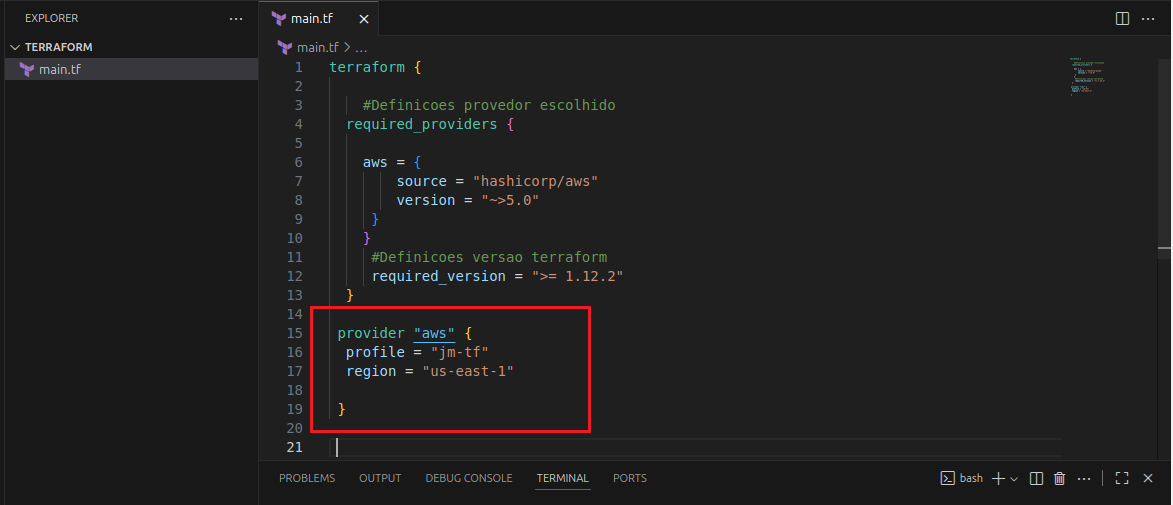 EXPLORER ...
TERRAFORM
main.tf
main.tf ×
main.tf > ...
1 terraform {
2
3 #Definicoes provedor escolhido
4 required_providers {
5
6 aws = {
7 source = "hashicorp/aws"
8 version = "~>5.0"
9 }
10 }
11 #Definicoes versao terraform
12 required_version = ">= 1.12.2"
13 }
14
15 provider "aws" {
16 profile = "jm-tf"
17 region = "us-east-1"
18
19 }
20
21
PROBLEMS OUTPUT DEBUG CONSOLE TERMINAL PORTS bash